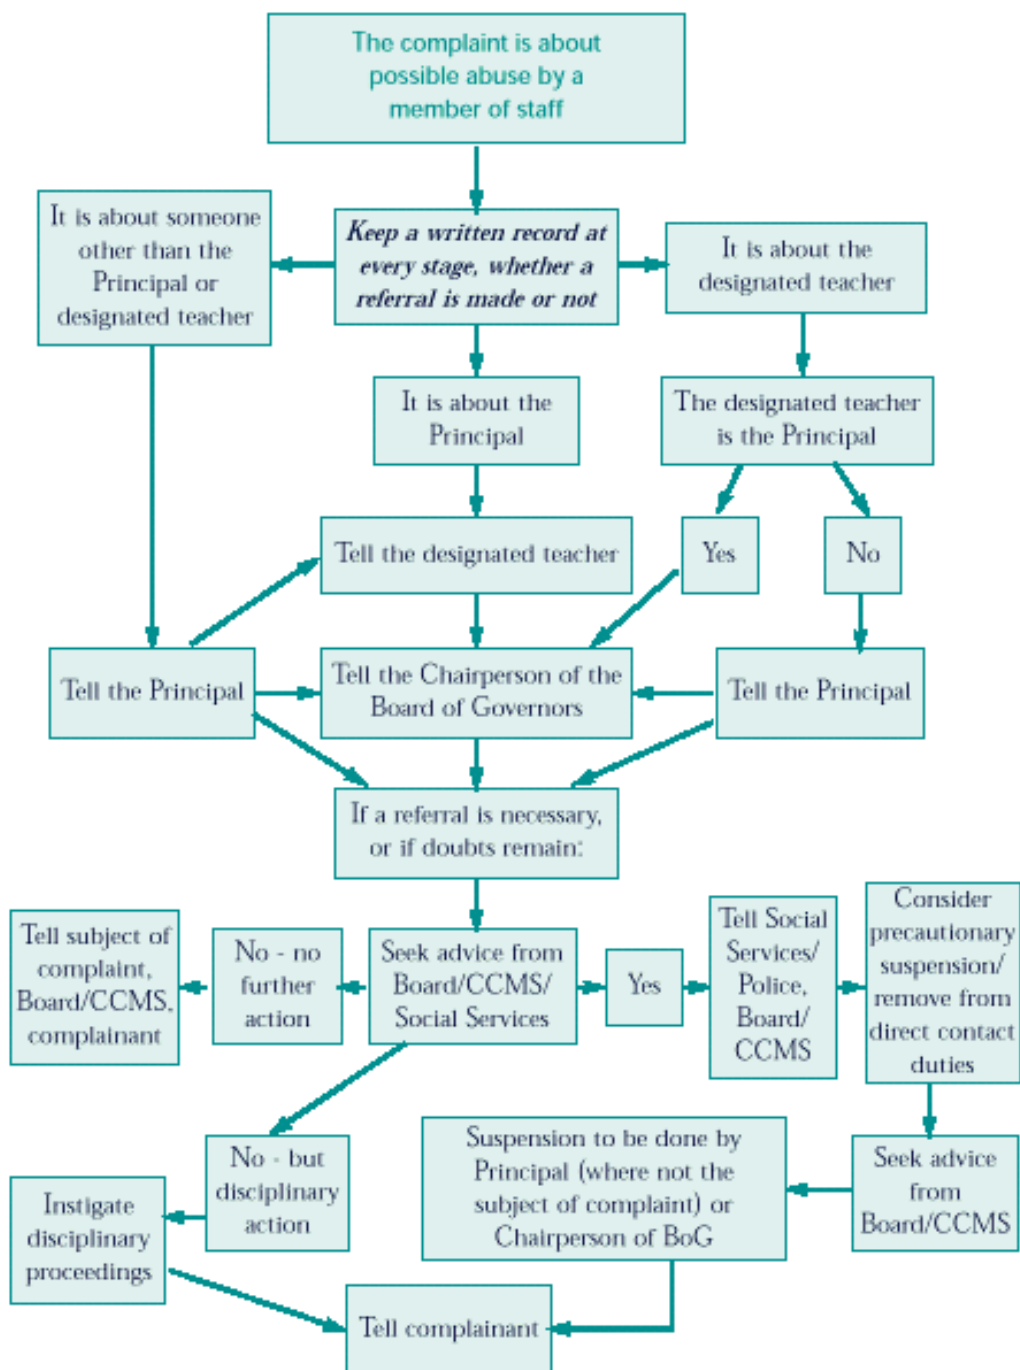 The complaint is about
possible abuse by a
member of staff
It is about someone
other than the
Principal or
designated teacher
Keep a written record at
every stage, whether a
referral is made or not
It is about the
designated teacher
It is about the
Principal
The designated teacher
is the Principal
Tell the designated teacher
Yes
No
Tell the Principal
Tell the Chairperson of the
Board of Governors
Tell the Principal
If a referral is necessary,
or if doubts remain:
Tell subject of
complaint,
Board/CCMS,
complainant
No - no
further
action
Seek advice from
Board/CCMS/
Social Services
Yes
Tell Social
Services/
Police,
Board/
CCMS
Consider
precautionary
suspension/
remove from
direct contact
duties
Instigate
disciplinary
proceedings
No - but
disciplinary
action
Suspension to be done by
Principal (where not the
subject of complaint) or
Chairperson of BoG
Seek advice
from
Board/CCMS
Tell complainant